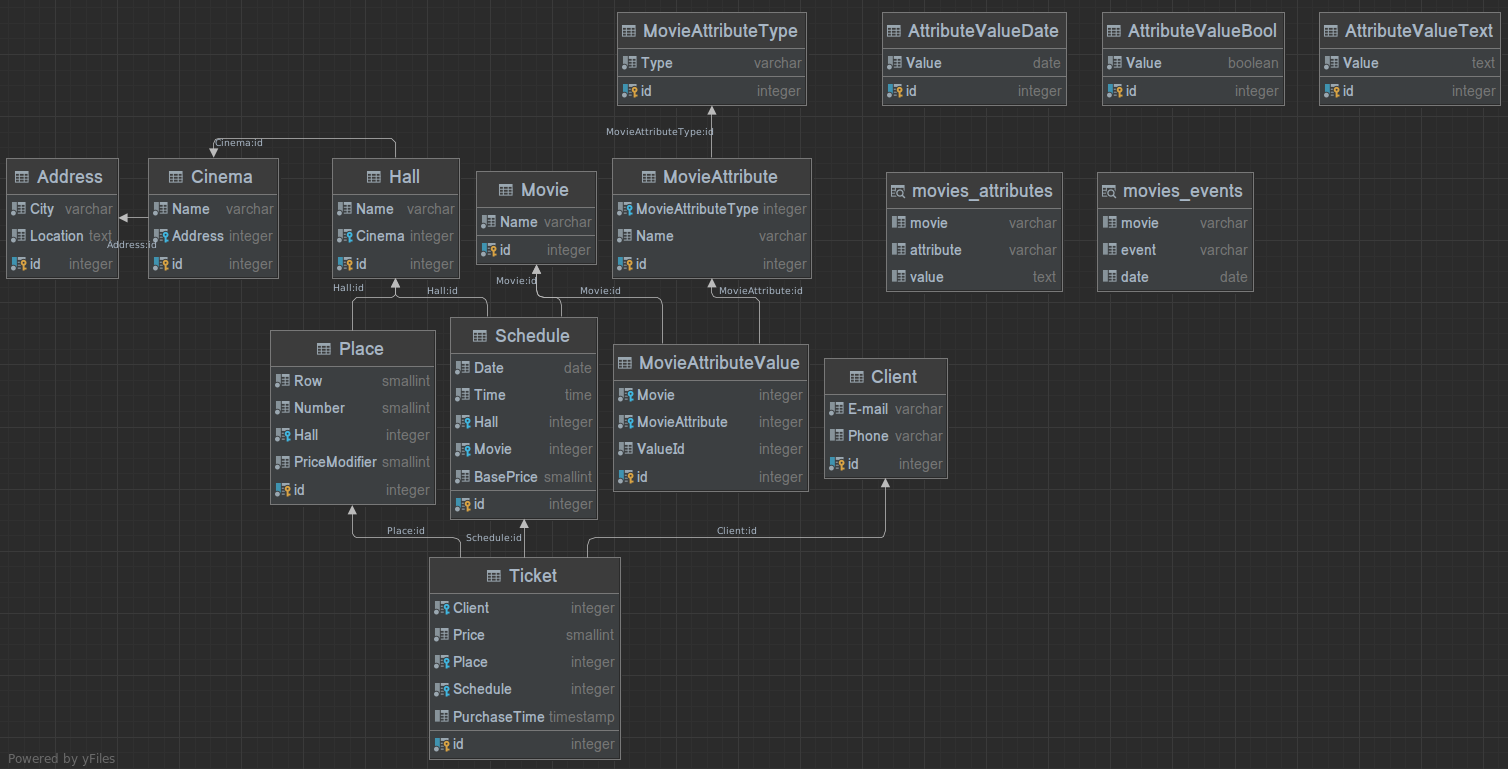 MovieAttributeType
Type varchar
id integer
AttributeValueDate
Value date
id integer
AttributeValueBool
Value boolean
id integer
AttributeValueText
Value text
id integer
MovieAttributeType:id
Cinema:id
Address
City varchar
Location text
id integer
Address:id
Cinema
Name varchar
Address integer
id integer
Hall
Name varchar
Cinema integer
id integer
Movie
Name varchar
id integer
MovieAttribute
MovieAttributeType integer
Name varchar
id integer
movies_attributes
movie varchar
attribute varchar
value text
movies_events
movie varchar
event varchar
date date
Hall:id
Hall:id
Movie:id
Movie:id
MovieAttribute:id
Place
Row smallint
Number smallint
Hall integer
PriceModifier smallint
id integer
Schedule
Date date
Time time
Hall integer
Movie integer
BasePrice smallint
id integer
MovieAttributeValue
Movie integer
MovieAttribute integer
ValueId integer
id integer
Client
E-mail varchar
Phone varchar
id integer
Place:id
Schedule:id
Client:id
Ticket
Client integer
Price smallint
Place integer
Schedule integer
PurchaseTime timestamp
id integer
Powered by yFiles